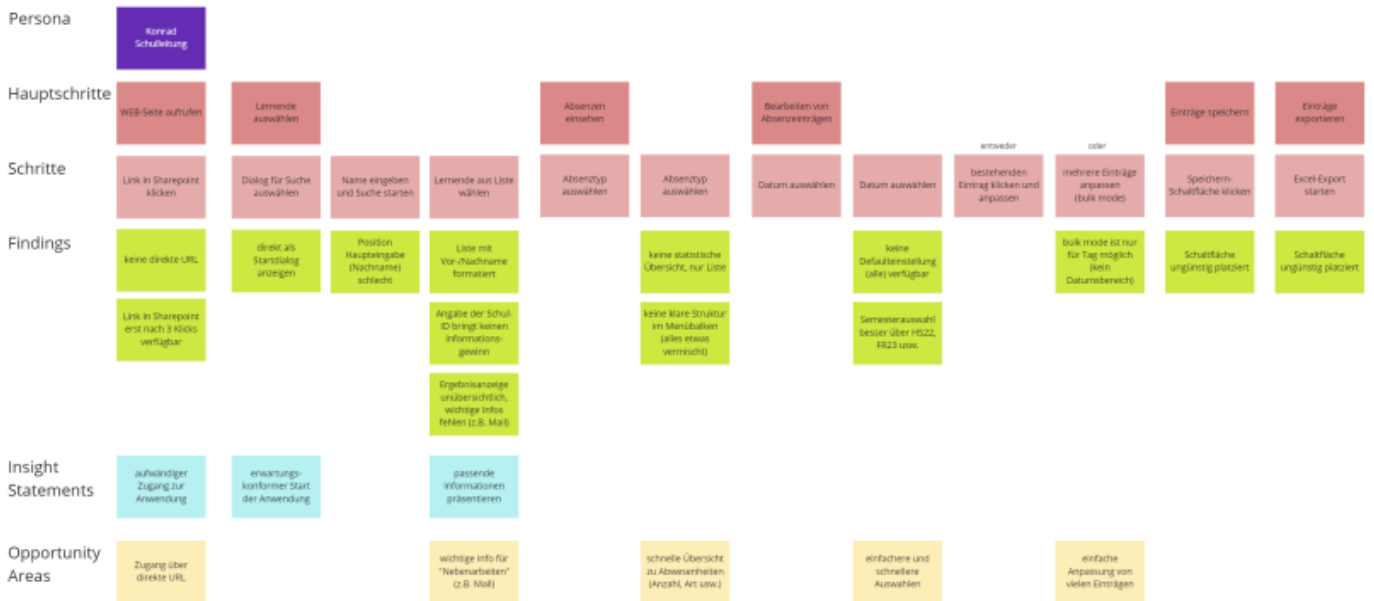 Persona
Konrad
Schulleitung
Hauptschritte
WEB-Seite aufrufen
Lernende
auswählen
Absenzen
einsehen
Bearbeiten von
Absenzeinträgen
Einträge speichern
Einträge
exportieren
entweder
oder
Schritte
Link in Sharepoint
klicken
Dialog für Suche
auswählen
Name eingeben
und Suche starten
Lernende aus Liste
wählen
Absenztyp
auswählen
Absenztyp
auswählen
Datum auswählen
Datum auswählen
bestehenden
Eintrag klicken und
anpassen
mehrere Einträge
anpassen
(bulk mode)
Speichern-
Schaltfläche klicken
Excel-Export
starten
Findings
keine direkte URL
direkt als
Startdialog
anzeigen
Position
Haupteingabe
(Nachname)
schlecht
Liste mit
Vor-/Nachname
formatiert
keine statistische
Übersicht, nur Liste
keine
Defaulteinstellung
(alle) verfügbar
bulk mode ist nur
für Tag möglich
(kein
Datumsbereich)
Schaltfläche
ungünstig platziert
Schaltfläche
ungünstig platziert
Link in Sharepoint
erst nach 3 Klicks
verfügbar
Angabe der Schul-
ID bringt keinen
Informations-
gewinn
keine klare Struktur
im Menübalken
(alles etwas
vermischt)
Semesterauswahl
besser über HS22,
FR23 usw.
Ergebnisanzeige
unübersichtlich,
wichtige Infos
fehlen (z.B. Mail)
Insight
Statements
aufwändiger
Zugang zur
Anwendung
erwartungs-
konformer Start
der Anwendung
passende
Informationen
präsentieren
Opportunity
Areas
Zugang über
direkte URL
wichtige Info für
"Nebenarbeiten"
(z.B. Mail)
schnelle Übersicht
zu Abwesenheiten
(Anzahl, Art usw.)
einfachere und
schnellere
Auswahlen
einfache
Anpassung von
vielen Einträgen